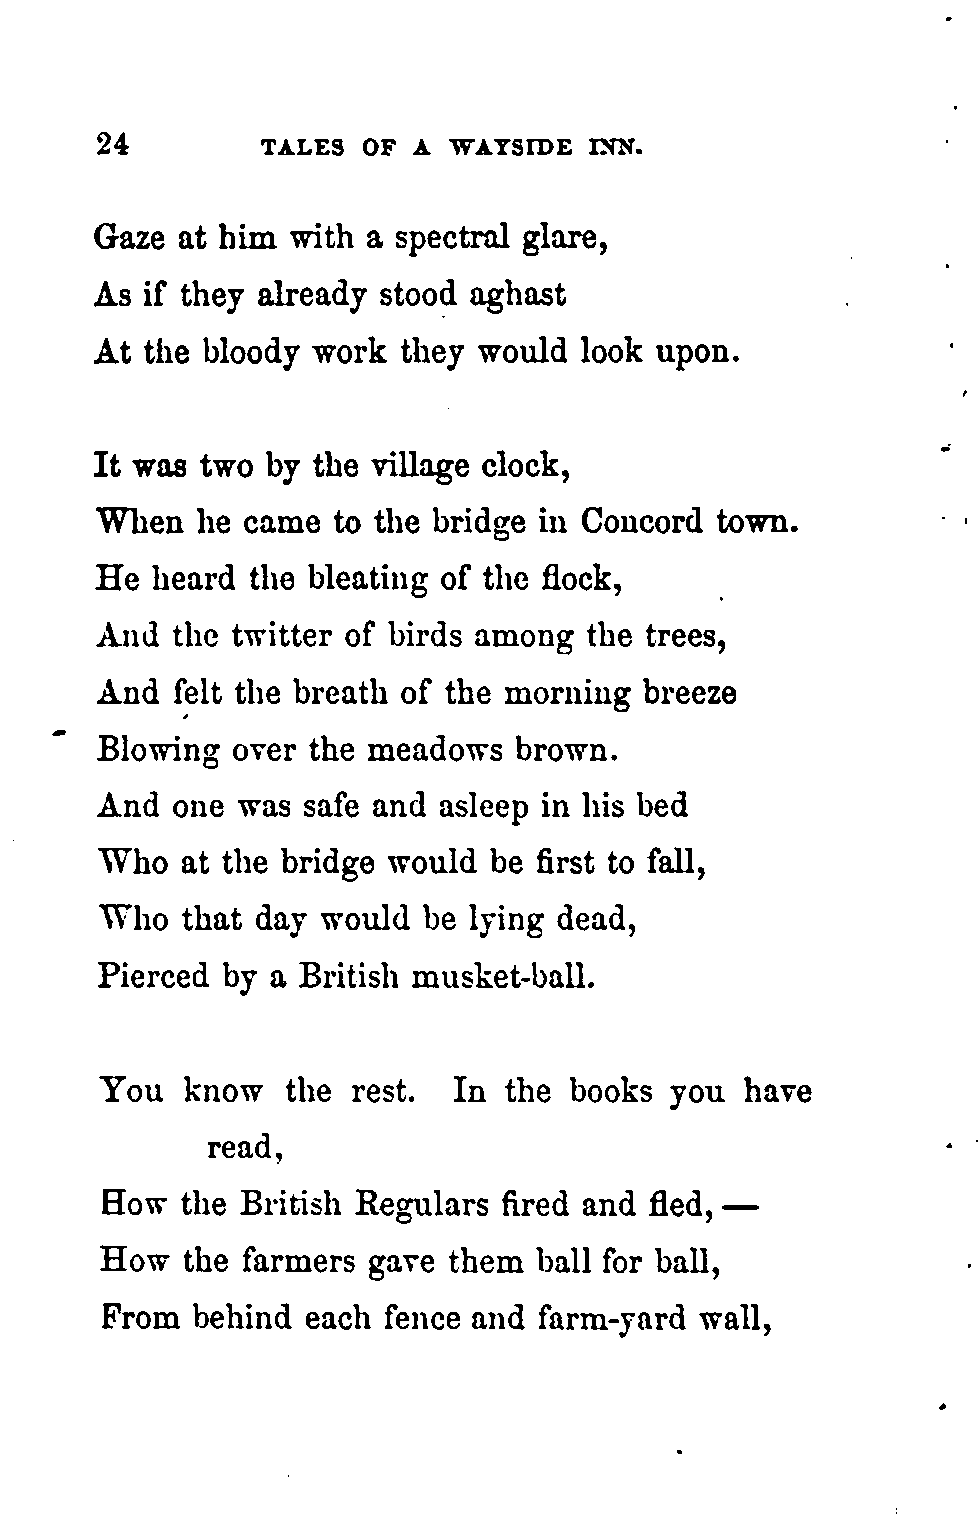 24 TALES OF A WAYSIDE INN.
Gaze at him with a spectral glare,
As if they already stood aghast
At the bloody work they would look upon.
It was two by the village clock,
When he came to the bridge in Concord town.
He heard the bleating of the flock,
And the twitter of birds among the trees,
And felt the breath of the morning breeze
Blowing over the meadows brown.
And one was safe and asleep in his bed
Who at the bridge would be first to fall,
Who that day would be lying dead,
Pierced by a British musket-ball.
You know the rest. In the books you have
read,
How the British Regulars fired and fled, —
How the farmers gave them ball for ball,
From behind each fence and farm-yard wall,